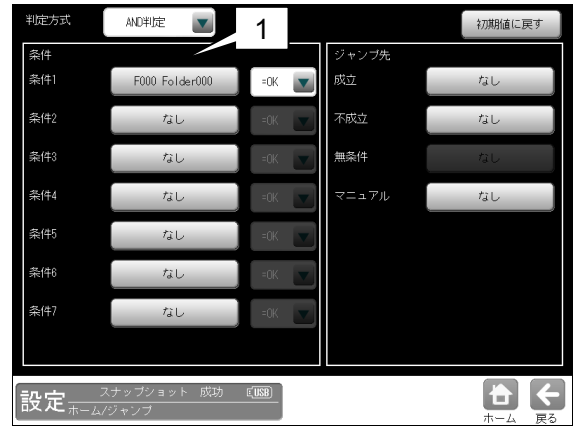 判定方式 AND判定 初期値に戻す
1
条件 ジャンプ先
条件1 F000 Folder000 =OK 成立 なし
条件2 なし =OK 不成立 なし
条件3 なし =OK 無条件 なし
条件4 なし =OK マニュアル なし
条件5 なし =OK
条件6 なし =OK
条件7 なし =OK
設定 スナップショット 成功 USB
ホーム/ジャンプ ホーム 戻る